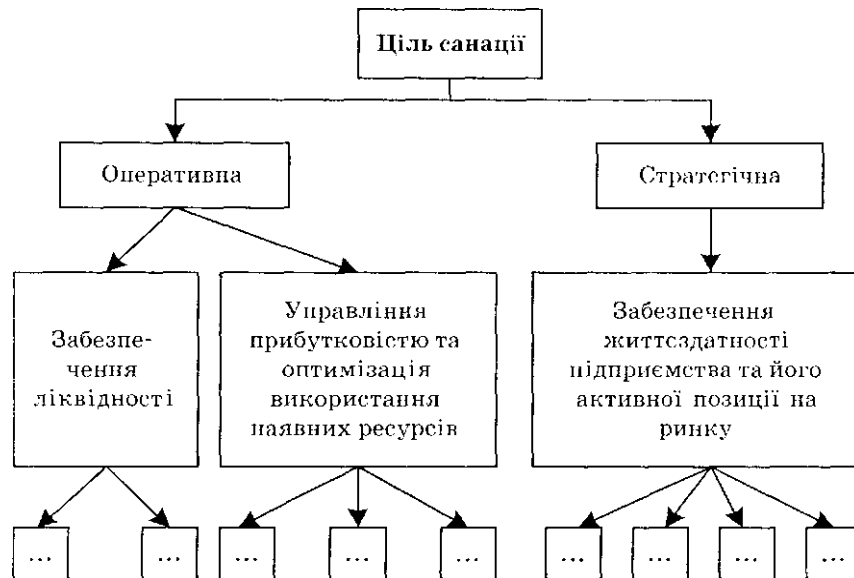 Ціль санації
Оперативна
Стратегічна
Забезпе-
чення
ліквідності
Управління
прибутковістю та
оптимізація
використання
наявних ресурсів
Забезпечення
життєздатності
підприємства та його
активної позиції на
ринку
... ... ... ... ... ... ... ... ...